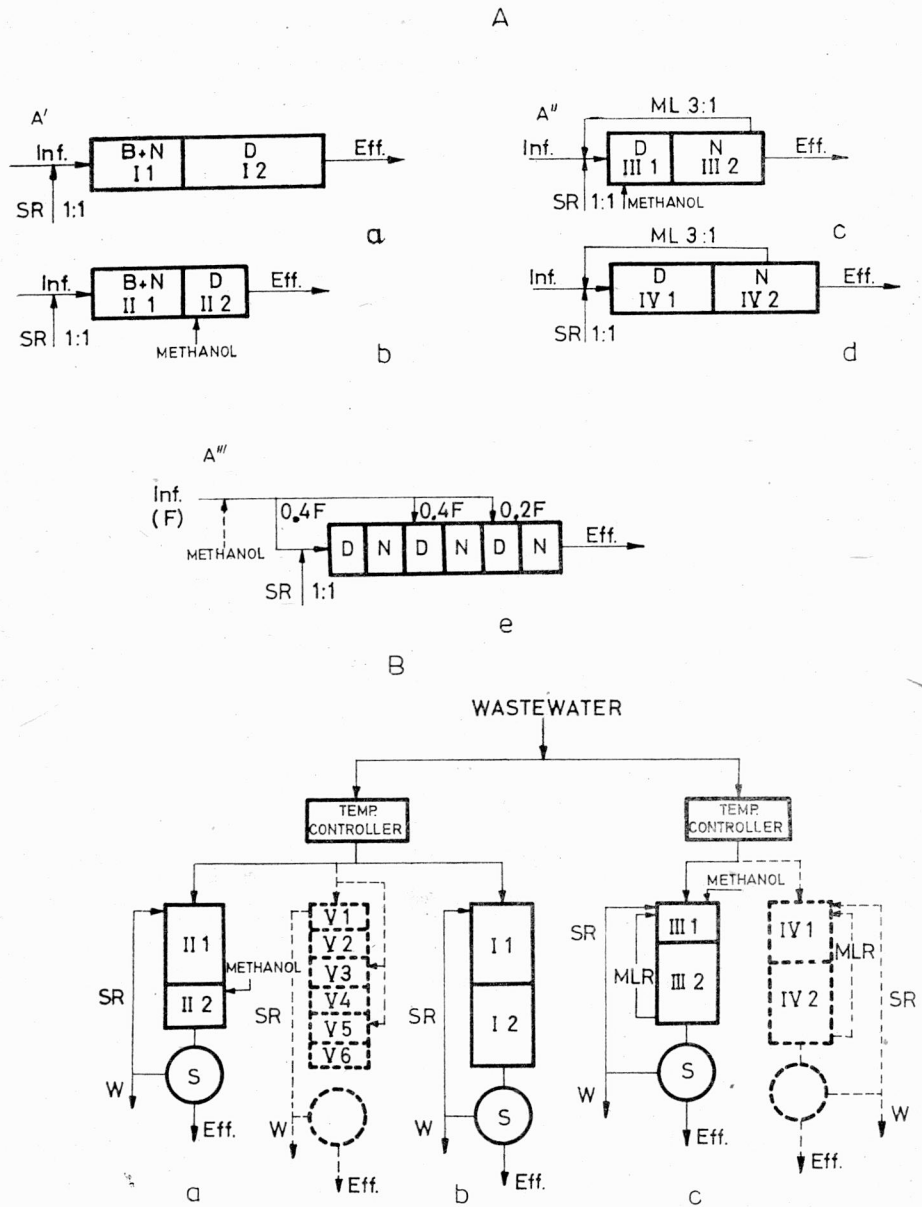 A
A'
Inf.
B+N
I 1
D
I 2
Eff.
SR 1:1
a
A''
ML 3:1
Inf.
D
III 1
N
III 2
Eff.
SR 1:1
METHANOL
c
Inf.
B+N
II 1
D
II 2
Eff.
SR 1:1
METHANOL
b
ML 3:1
Inf.
D
IV 1
N
IV 2
Eff.
SR 1:1
d
A'''
Inf.
(F)
METHANOL
0.4F
0.4F
0.2F
D N D N D N
Eff.
SR 1:1
e
B
WASTEWATER
TEMP.
CONTROLLER
TEMP.
CONTROLLER
II 1
II 2
METHANOL
SR
S
W
Eff.
a
V 1
V 2
V 3
V 4
V 5
V 6
SR
W
Eff.
I 1
I 2
SR
S
W
Eff.
b
METHANOL
III 1
III 2
SR
MLR
S
W
Eff.
c
IV 1
IV 2
MLR
SR
W
Eff.